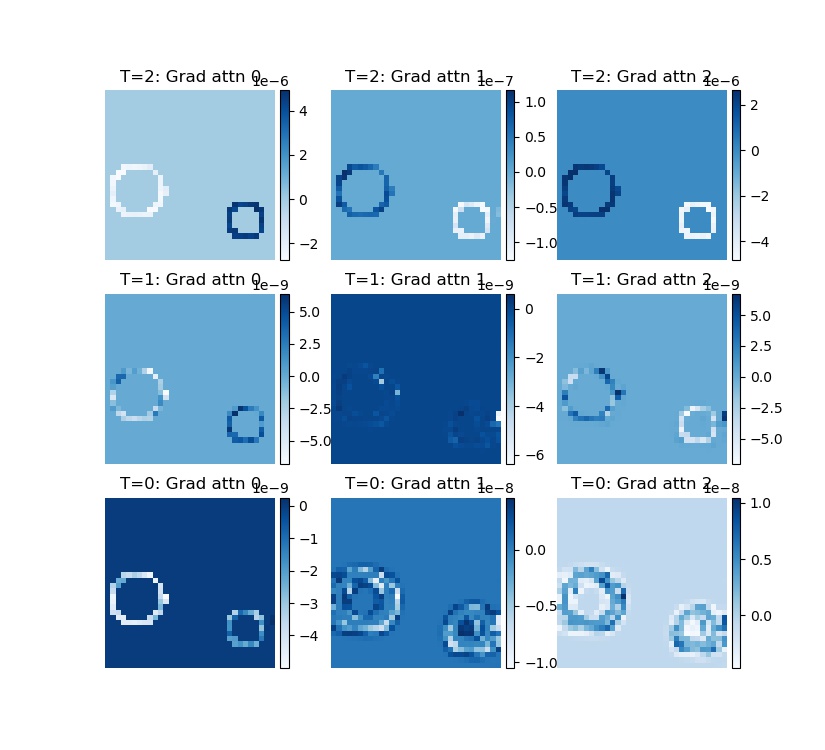 T=2: Grad attn 0
1e−6
4
2
0
−2
T=2: Grad attn 1
1e−7
1.0
0.5
0.0
−0.5
−1.0
T=2: Grad attn 2
1e−6
2
0
−2
−4
T=1: Grad attn 0
1e−9
5.0
2.5
0.0
−2.5
−5.0
T=1: Grad attn 1
1e−9
0
−2
−4
−6
T=1: Grad attn 2
1e−9
5.0
2.5
0.0
−2.5
−5.0
T=0: Grad attn 0
1e−9
0
−1
−2
−3
−4
T=0: Grad attn 1
1e−8
0.0
−0.5
−1.0
T=0: Grad attn 2
1e−8
1.0
0.5
0.0